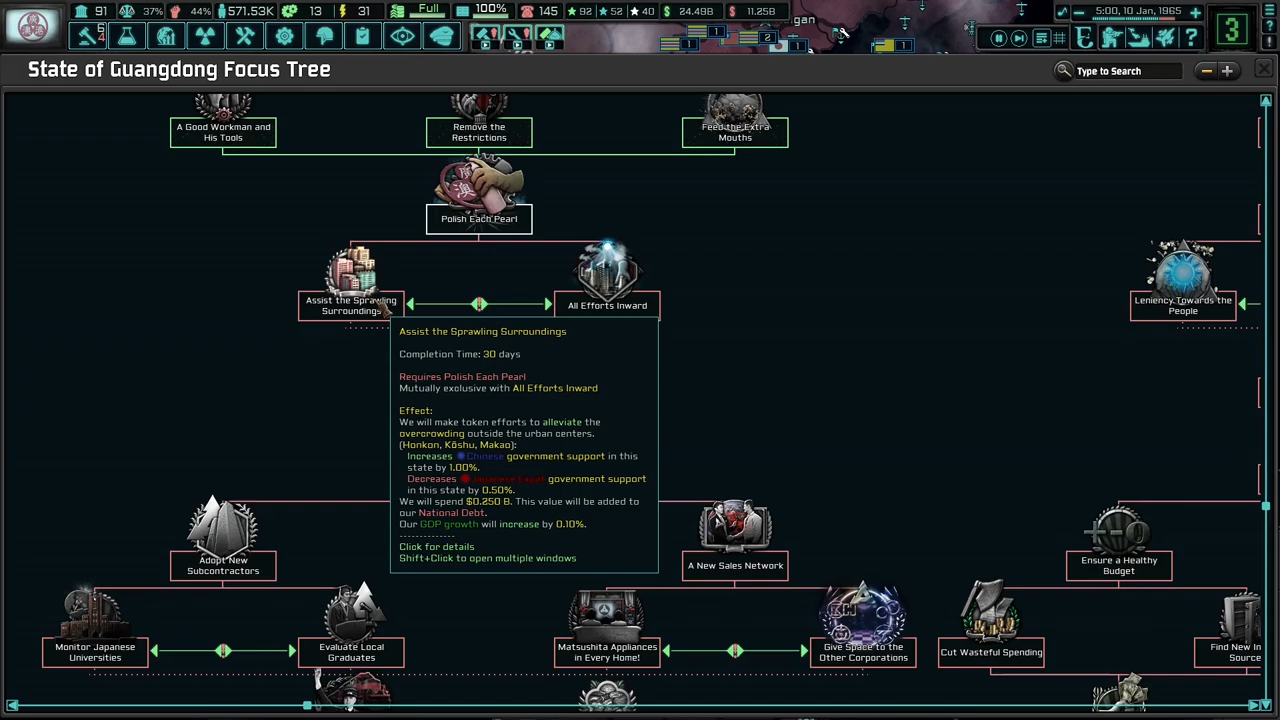 91
37%
44%
571.53K
13
31
Full
100%
145
92
52
40
24.49B
11.25B
gan
5:00, 10 Jan, 1965
3
1
2
1
1
1
State of Guangdong Focus Tree
Type to Search
A Good Workman and
His Tools
Remove the
Restrictions
Feed the Extra
Mouths
Polish Each Pearl
Assist the Sprawling
Surroundings
All Efforts Inward
Leniency Towards the
People
Assist the Sprawling Surroundings
Completion Time: 30 days
Requires Polish Each Pearl
Mutually exclusive with All Efforts Inward
Effect:
We will make token efforts to alleviate the
overcrowding outside the urban centers.
(Honkon, Kōshu, Makao):
Increases Chinese government support in this
state by 1.00%.
Decreases Japanese Expat government support
in this state by 0.50%.
We will spend $0.250 B. This value will be added to
our National Debt.
Our GDP growth will increase by 0.10%.
--------------
Click for details
Shift+Click to open multiple windows
Adopt New
Subcontractors
A New Sales Network
Ensure a Healthy
Budget
Monitor Japanese
Universities
Evaluate Local
Graduates
Matsushita Appliances
in Every Home!
Give Space to the
Other Corporations
Cut Wasteful Spending
Find New In
Source